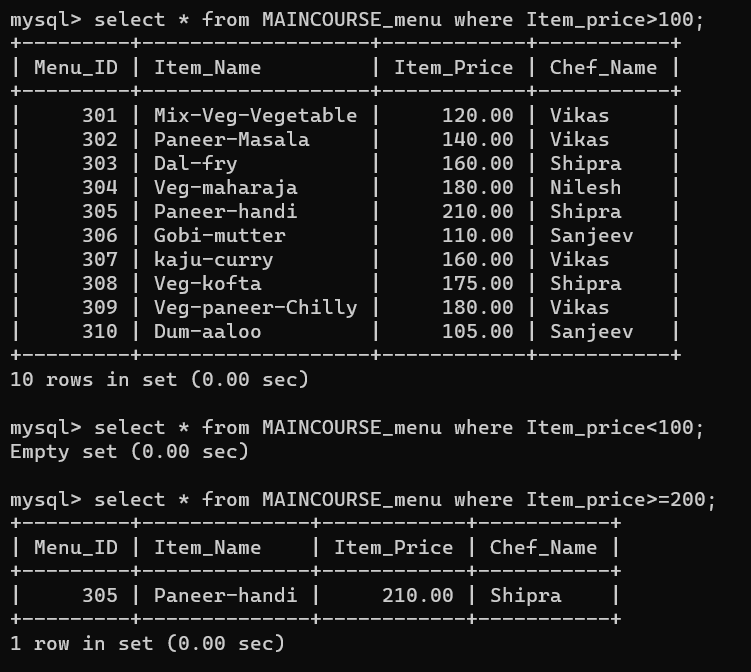 mysql> select * from MAINCOURSE_menu where Item_price>100;
+---------+-------------------+------------+-----------+
| Menu_ID | Item_Name         | Item_Price | Chef_Name |
+---------+-------------------+------------+-----------+
|     301 | Mix-Veg-Vegetable |     120.00 | Vikas     |
|     302 | Paneer-Masala     |     140.00 | Vikas     |
|     303 | Dal-fry           |     160.00 | Shipra    |
|     304 | Veg-maharaja      |     180.00 | Nilesh    |
|     305 | Paneer-handi      |     210.00 | Shipra    |
|     306 | Gobi-mutter       |     110.00 | Sanjeev   |
|     307 | kaju-curry        |     160.00 | Vikas     |
|     308 | Veg-kofta         |     175.00 | Shipra    |
|     309 | Veg-paneer-Chilly |     180.00 | Vikas     |
|     310 | Dum-aaloo         |     105.00 | Sanjeev   |
+---------+-------------------+------------+-----------+
10 rows in set (0.00 sec)

mysql> select * from MAINCOURSE_menu where Item_price<100;
Empty set (0.00 sec)

mysql> select * from MAINCOURSE_menu where Item_price>=200;
+---------+--------------+------------+-----------+
| Menu_ID | Item_Name    | Item_Price | Chef_Name |
+---------+--------------+------------+-----------+
|     305 | Paneer-handi |     210.00 | Shipra    |
+---------+--------------+------------+-----------+
1 row in set (0.00 sec)